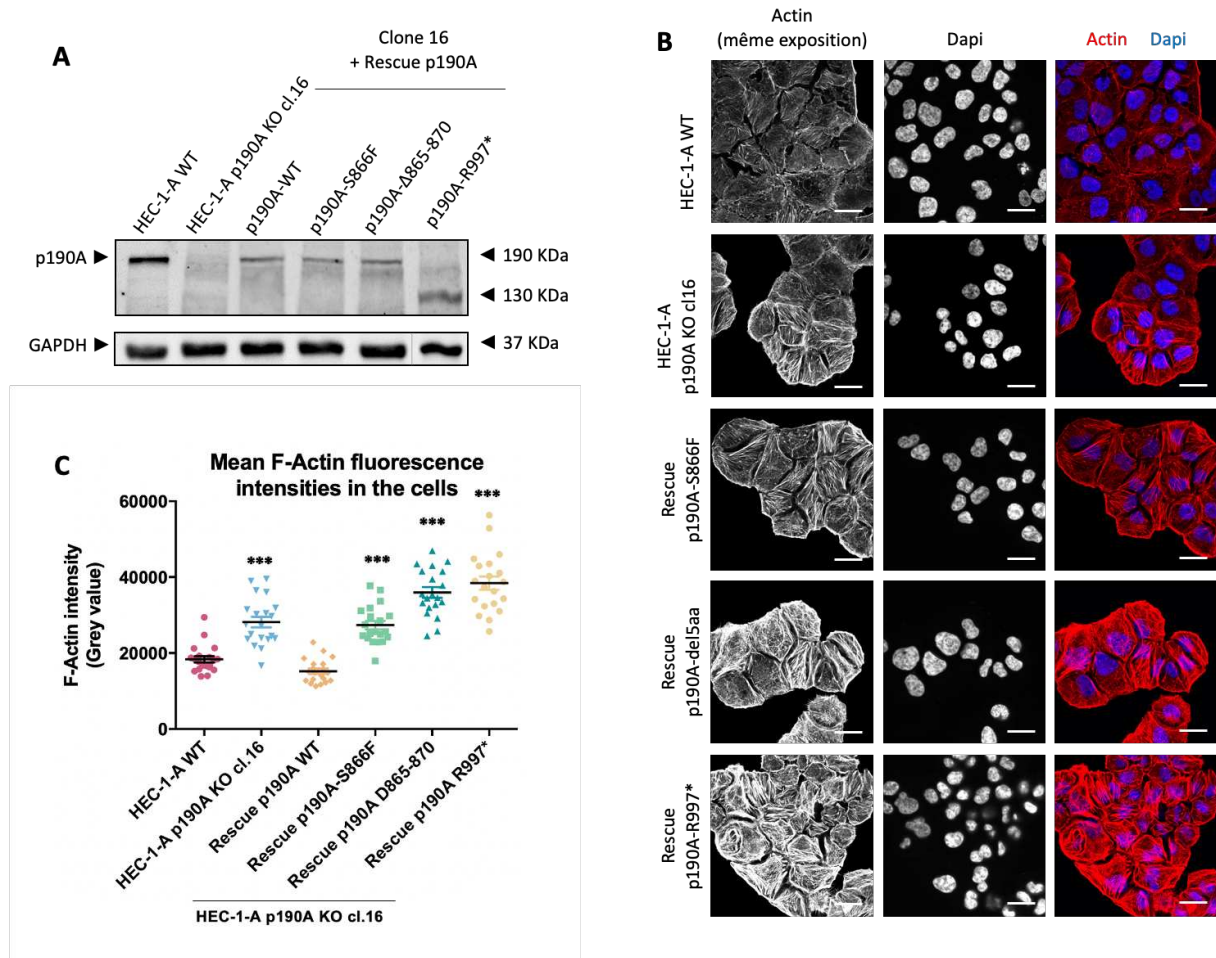 A
Clone 16
+ Rescue p190A
HEC-1-A WT
HEC-1-A p190A KO cl.16
p190A-WT
p190A-S866F
p190A-Δ865-870
p190A-R997*
p190A
190 KDa
130 KDa
GAPDH
37 KDa
C
Mean F-Actin fluorescence
intensities in the cells
F-Actin intensity
(Grey value)
60000
40000
20000
0
***
***
***
***
HEC-1-A WT
HEC-1-A p190A KO cl.16
Rescue p190A WT
Rescue p190A-S866F
Rescue p190A D865-870
Rescue p190A R997*
HEC-1-A p190A KO cl.16
B
Actin
(même exposition)
Dapi
Actin Dapi
HEC-1-A WT
HEC-1-A
p190A KO cl16
Rescue
p190A-S866F
Rescue
p190A-del5aa
Rescue
p190A-R997*